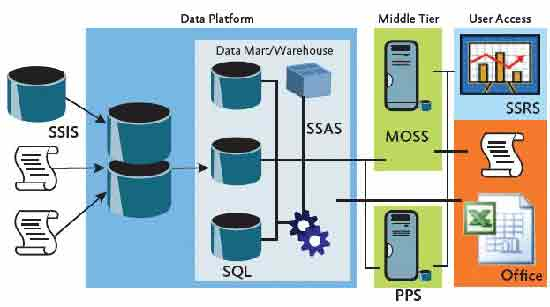 Data Platform
Middle Tier
User Access
Data Mart/Warehouse
SSIS
SSAS
SQL
MOSS
PPS
SSRS
Office